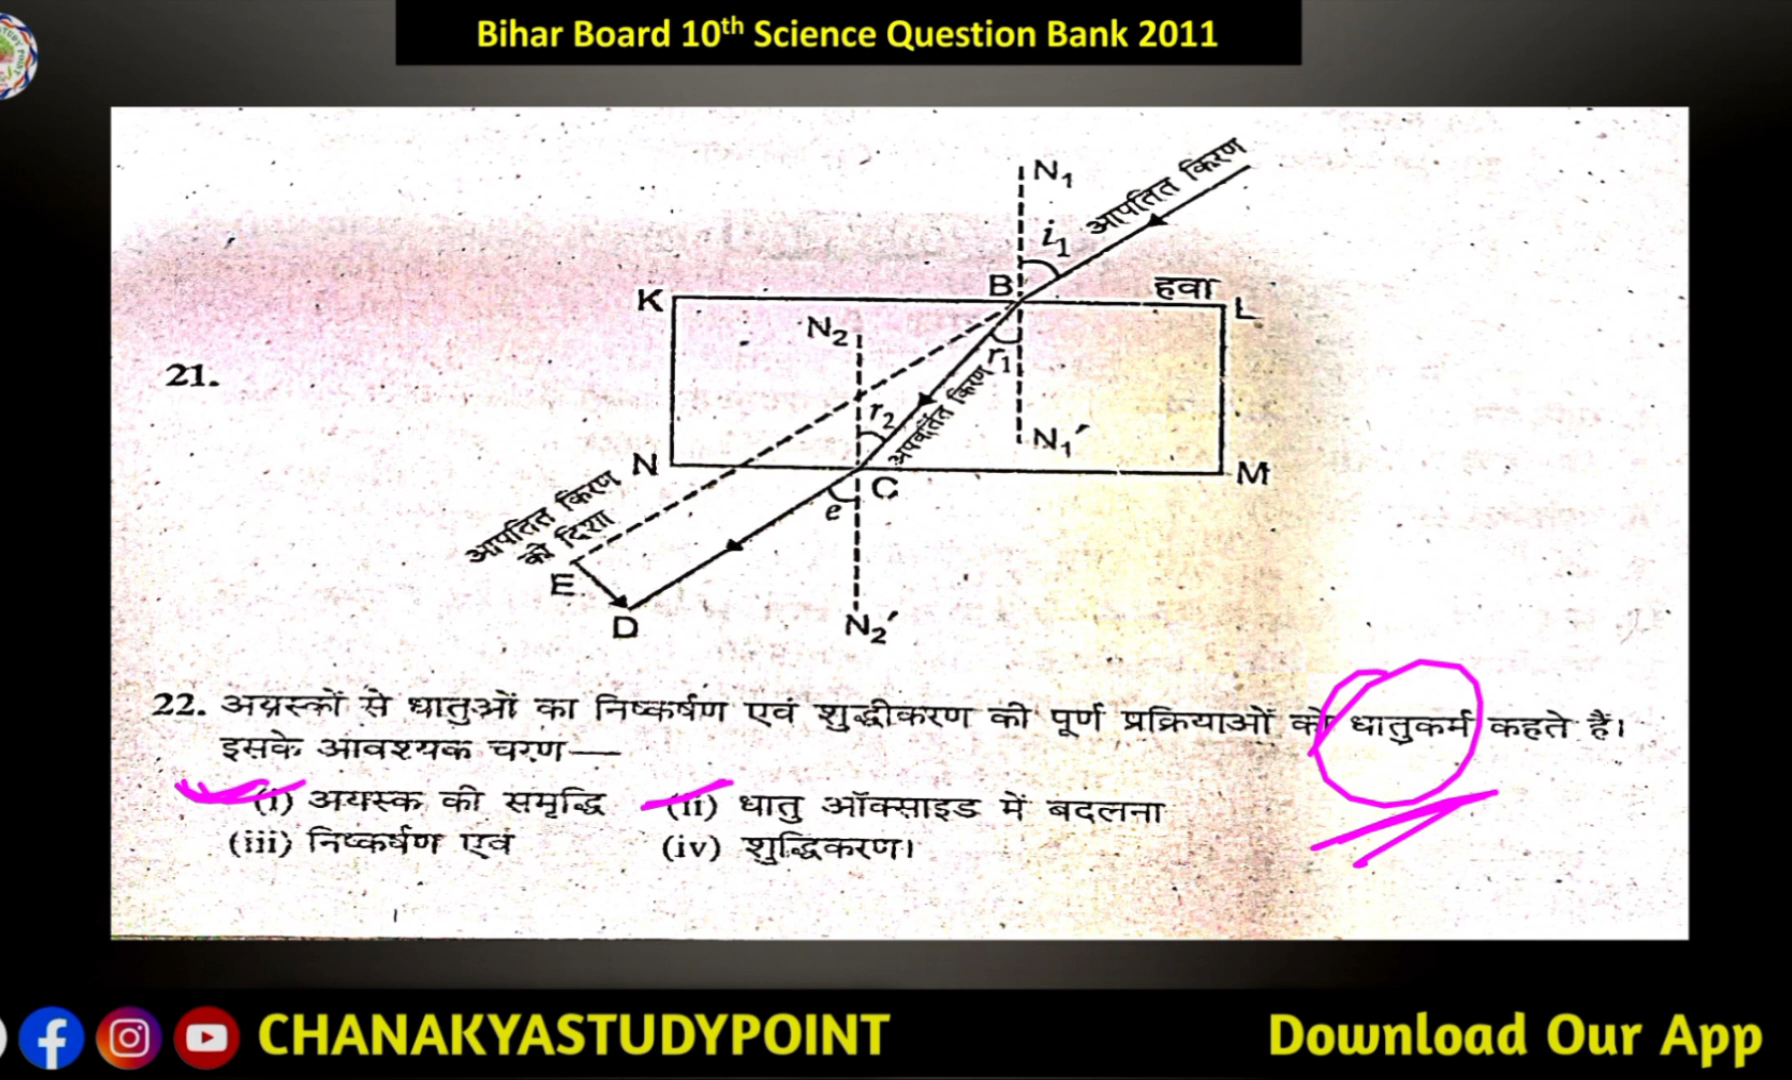 Bihar Board 10th Science Question Bank 2011
N₁
आपतित किरण
i₁
B
हवा
K
L
N₂
r₁
21.
r₂
अपवर्तित किरण
N₁′
N
M
आपतित किरण
की दिशा
C
e
E
D
N₂′
22. अयस्कों से धातुओं का निष्कर्षण एवं शुद्धीकरण की पूर्ण प्रक्रियाओं को धातुकर्म कहते हैं।
इसके आवश्यक चरण—
(i) अयस्क की समृद्धि (ii) धातु ऑक्साइड में बदलना
(iii) निष्कर्षण एवं (iv) शुद्धिकरण।
CHANAKYASTUDYPOINT Download Our App